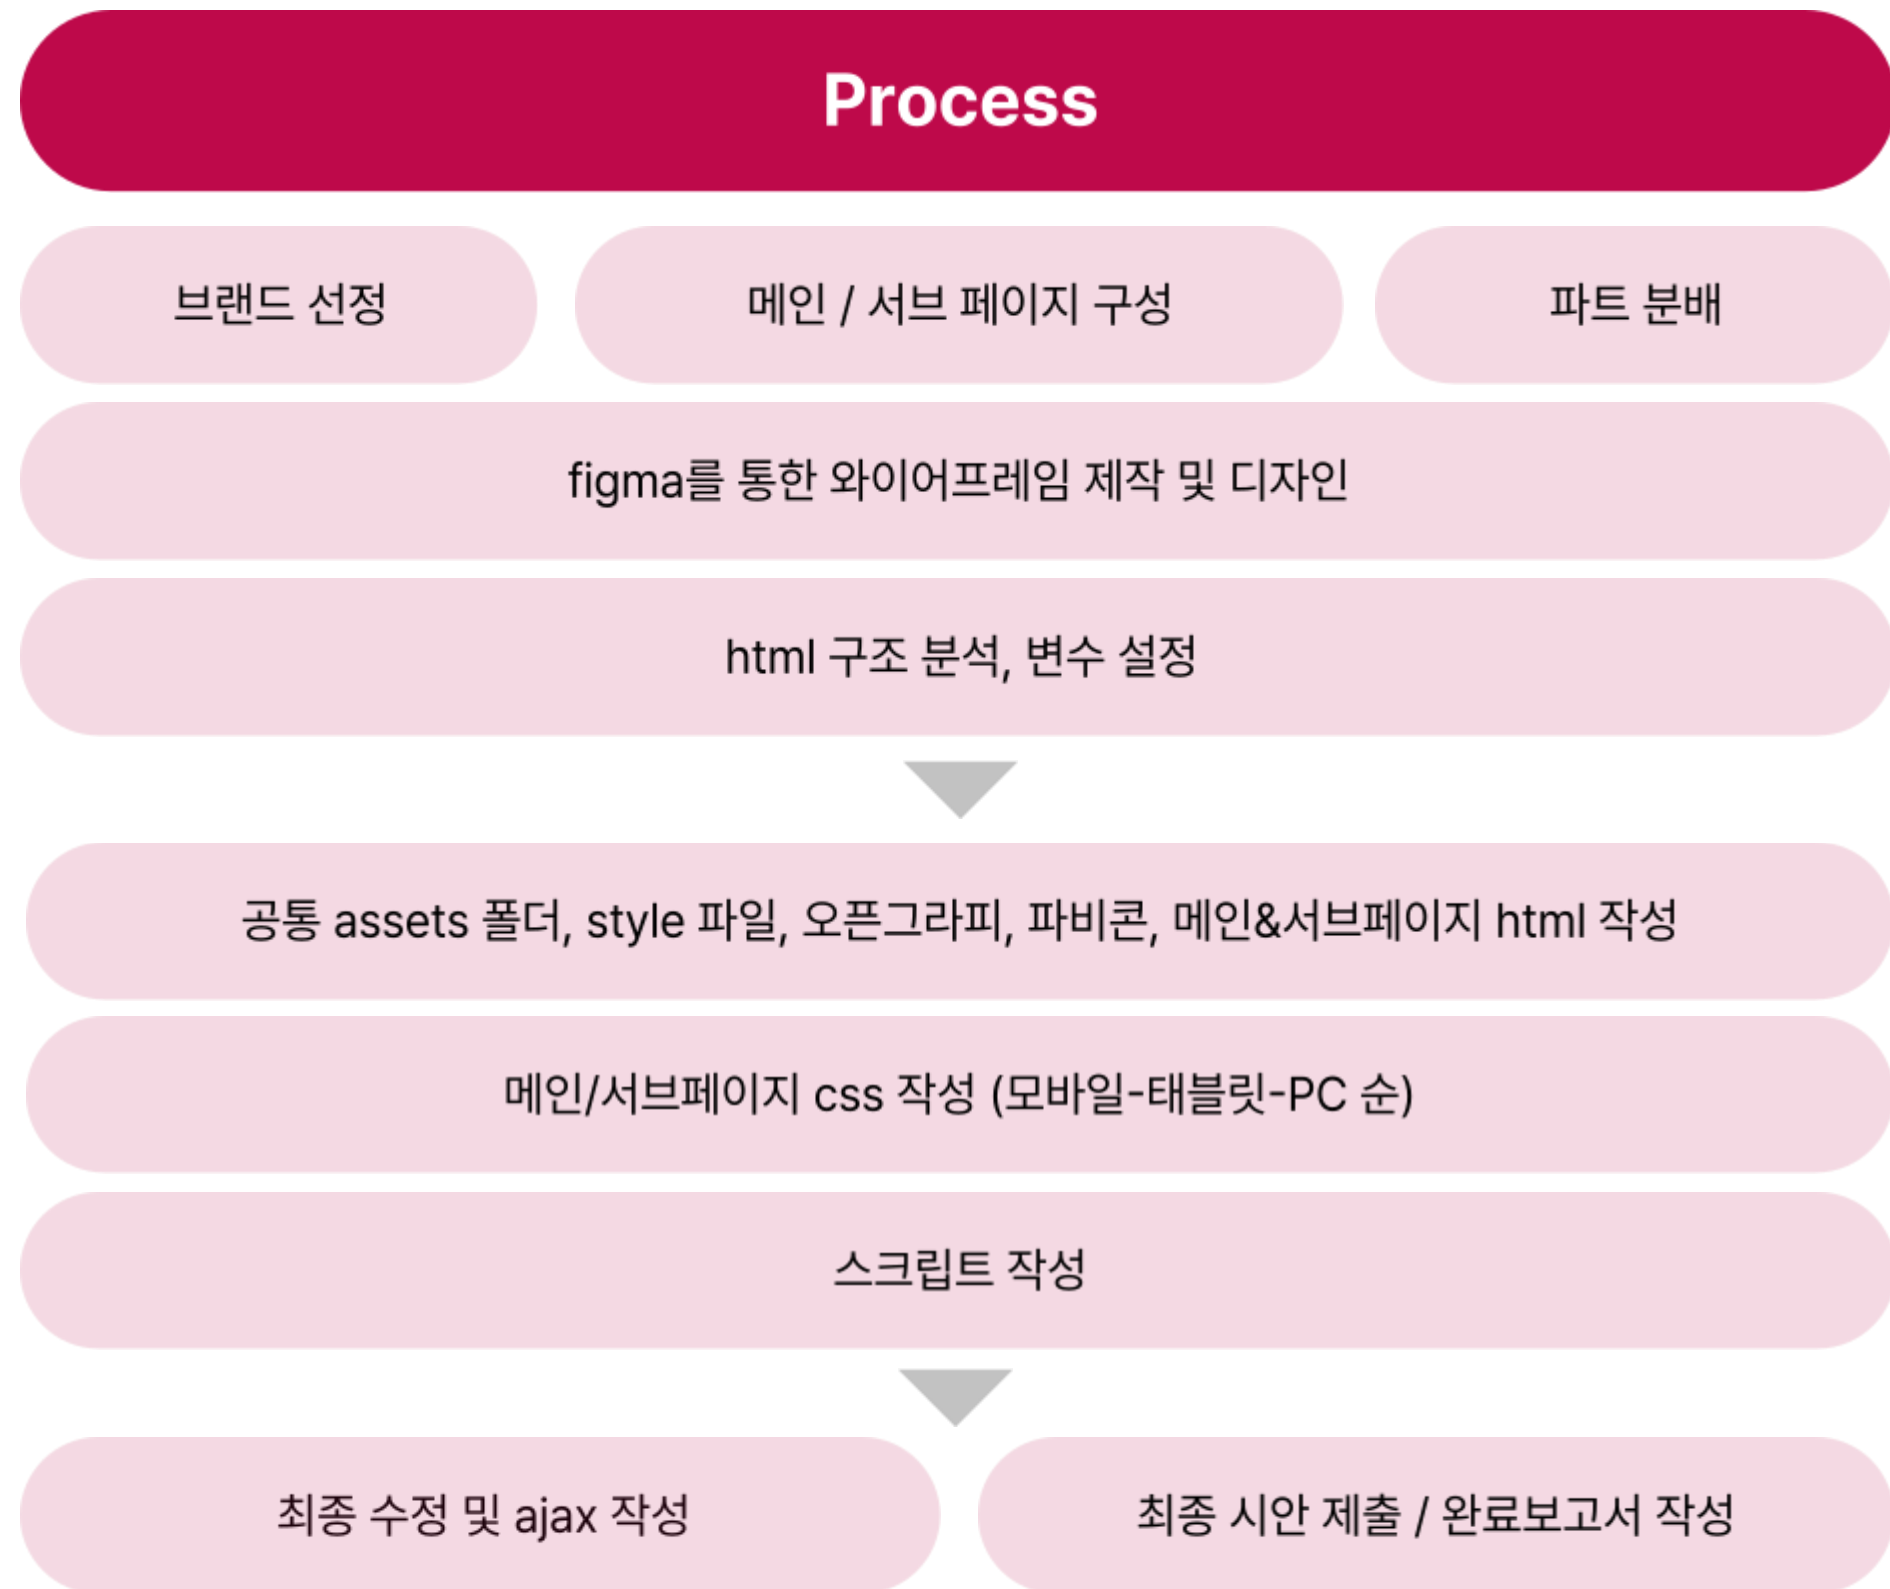 Process
브랜드 선정
메인 / 서브 페이지 구성
파트 분배
figma를 통한 와이어프레임 제작 및 디자인
html 구조 분석, 변수 설정
공통 assets 폴더, style 파일, 오픈그라피, 파비콘, 메인&서브페이지 html 작성
메인/서브페이지 css 작성 (모바일-태블릿-PC 순)
스크립트 작성
최종 수정 및 ajax 작성
최종 시안 제출 / 완료보고서 작성